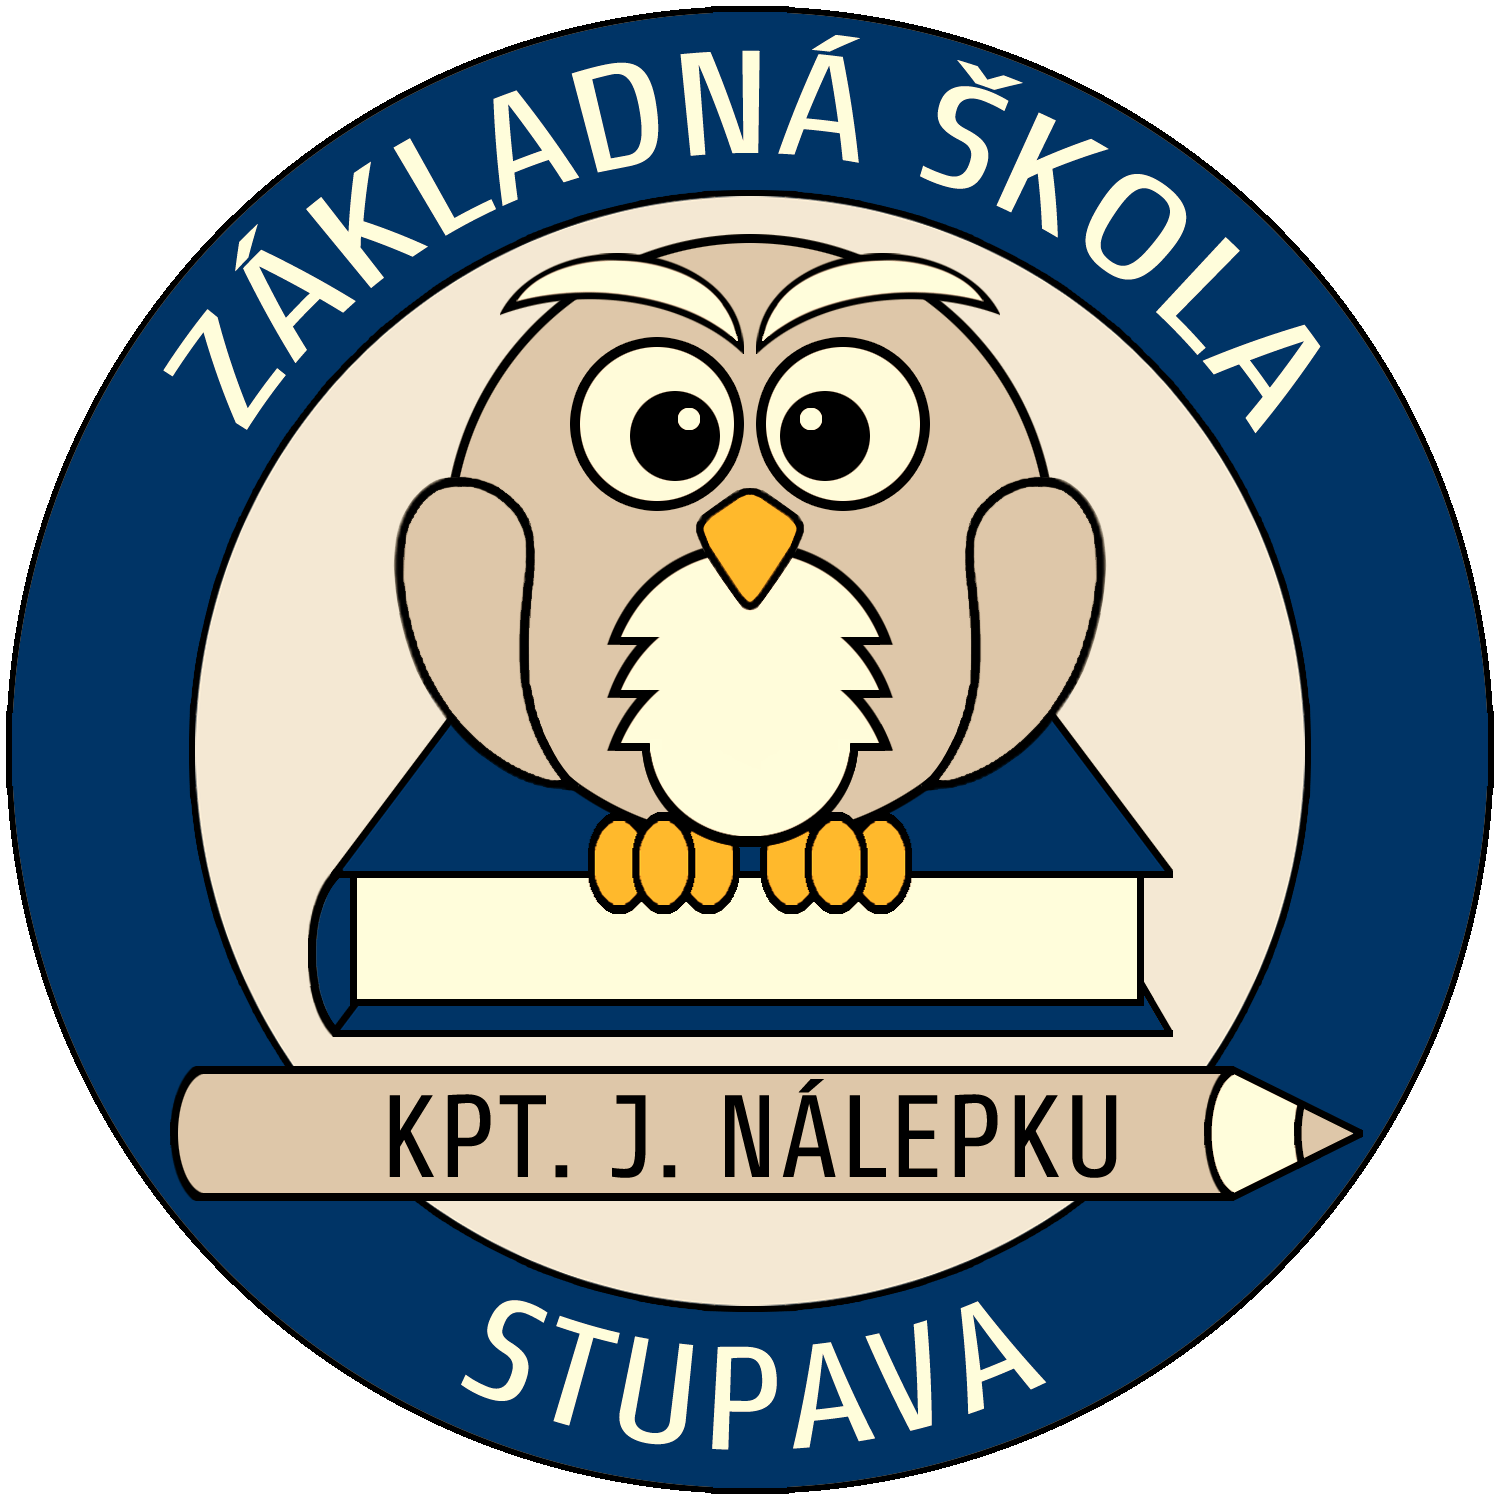 ZÁKLADNÁ ŠKOLA
KPT. J. NÁLEPKU
STUPAVA